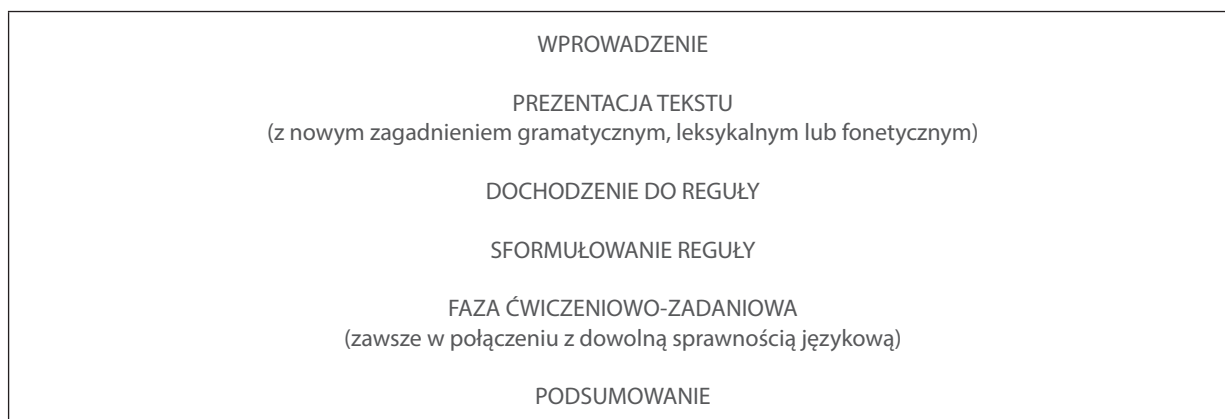 WPROWADZENIE
PREZENTACJA TEKSTU
(z nowym zagadnieniem gramatycznym, leksykalnym lub fonetycznym)
DOCHODZENIE DO REGUŁY
SFORMUŁOWANIE REGUŁY
FAZA ĆWICZENIOWO-ZADANIOWA
(zawsze w połączeniu z dowolną sprawnością językową)
PODSUMOWANIE